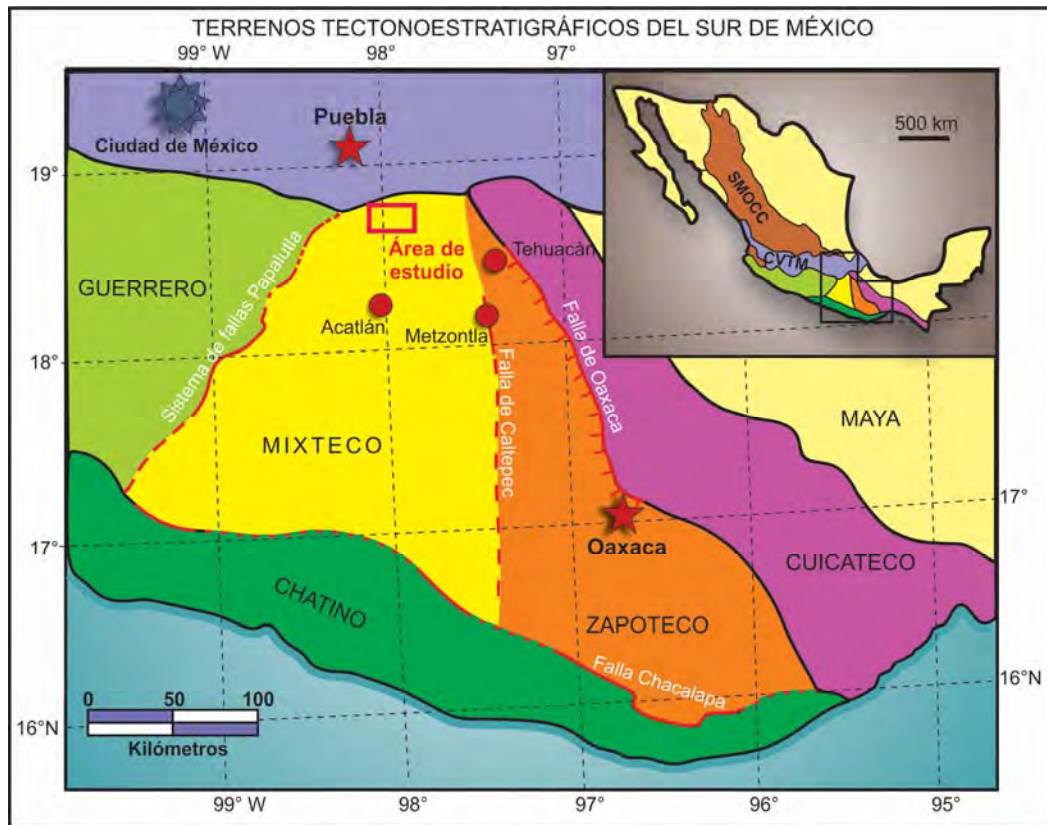 TERRENOS TECTONOESTRATIGRÁFICOS DEL SUR DE MÉXICO
99° W
98°
97°
Ciudad de México
Puebla
500 km
SMOCC
CVTM
19°
Área de
estudio
Tehuacán
GUERRERO
Sistema de fallas Papalutla
Acatlán
Metzontla
18°
Falla de Caltepec
Falla de Oaxaca
MAYA
MIXTECO
17°
17°
Oaxaca
CUICATECO
CHATINO
ZAPOTECO
Falla Chacalapa
16°N
0 50 100
Kilómetros
16°N
99° W
98°
97°
96°
95°